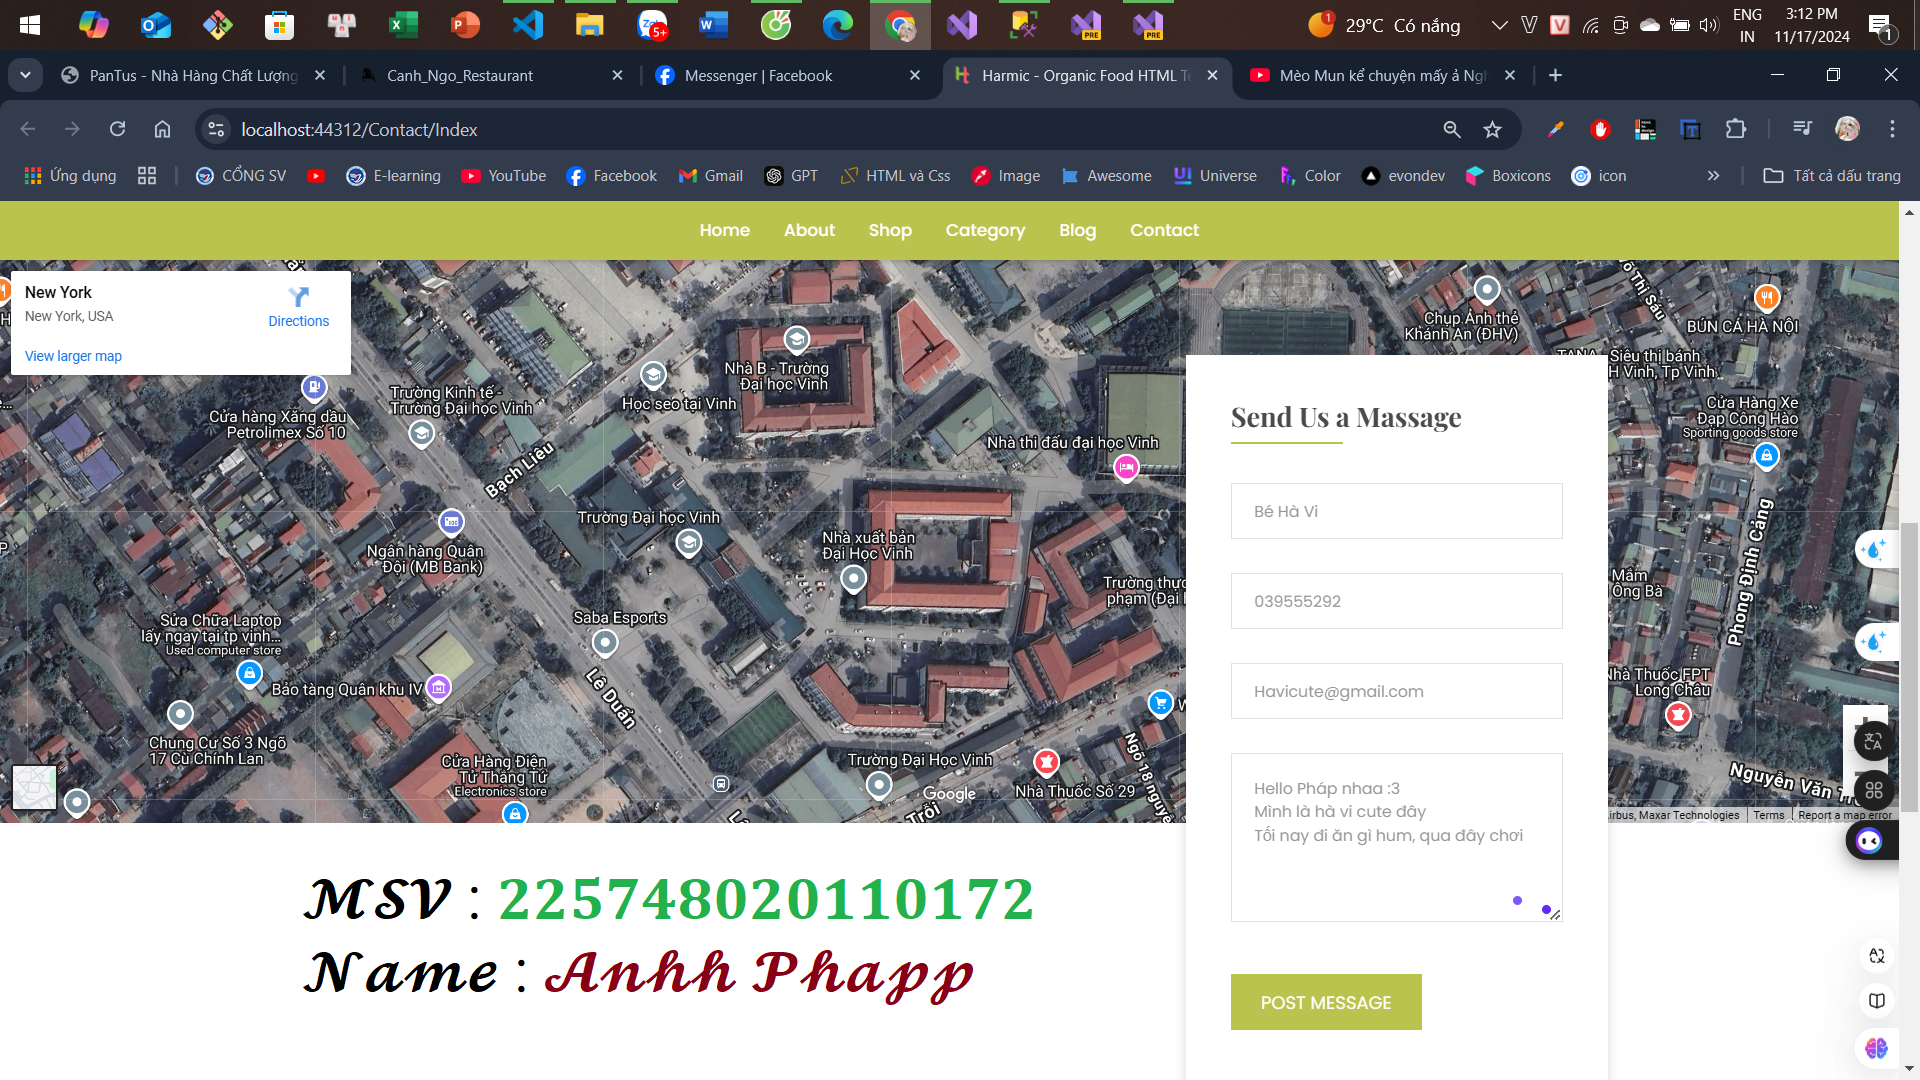 29°C Có nắng
ENG
IN
3:12 PM
11/17/2024
PanTus - Nhà Hàng Chất Lượng
Canh_Ngo_Restaurant
Messenger | Facebook
Harmic - Organic Food HTML Te
Mèo Mun kể chuyện mấy ả Ngh
localhost:44312/Contact/Index
Ứng dụng
CỔNG SV
E-learning
YouTube
Facebook
Gmail
GPT
HTML và Css
Image
Awesome
Universe
Color
evondev
Boxicons
icon
Tất cả dấu trang
Home About Shop Category Blog Contact
New York
New York, USA
Directions
View larger map
Cửa hàng Xăng dầu
Petrolimex Số 10
Trường Kinh tế -
Trường Đại học Vinh
Học seo tại Vinh
Nhà B - Trường
Đại học Vinh
Nhà thi đấu đại học Vinh
Chụp Ảnh thẻ
Khánh An (ĐHV)
Võ Thị Sáu
BÚN CÁ HÀ NỘI
Siêu thị bánh
H Vinh, Tp Vinh
Cửa Hàng Xe
Đạp Công Hào
Sporting goods store
Bạch Liêu
Ngân hàng Quân
Đội (MB Bank)
Trường Đại học Vinh
Nhà xuất bản
Đại Học Vinh
Trường thực
phạm (Đại h
Mắm
Ông Bà
Phong Định Cảng
Sửa Chữa Laptop
lấy ngay tại tp vinh...
Used computer store
Saba Esports
Lê Duẩn
Bảo tàng Quân khu IV
Chung Cư Số 3 Ngõ
17 Cù Chính Lan
Cửa Hàng Điện
Tử Thắng Tứ
Electronics store
Trường Đại Học Vinh
Google
Nhà Thuốc Số 29
Nhà Thuốc FPT
Long Châu
Nguyễn Văn Tr
Airbus, Maxar Technologies
Terms
Report a map error
Send Us a Massage
Bé Hà Vi
039555292
Havicute@gmail.com
Hello Pháp nhaa :3
Mình là hà vi cute đây
Tối nay đi ăn gì hum, qua đây chơi
POST MESSAGE
MSV : 225748020110172
Name : Anhh Phapp